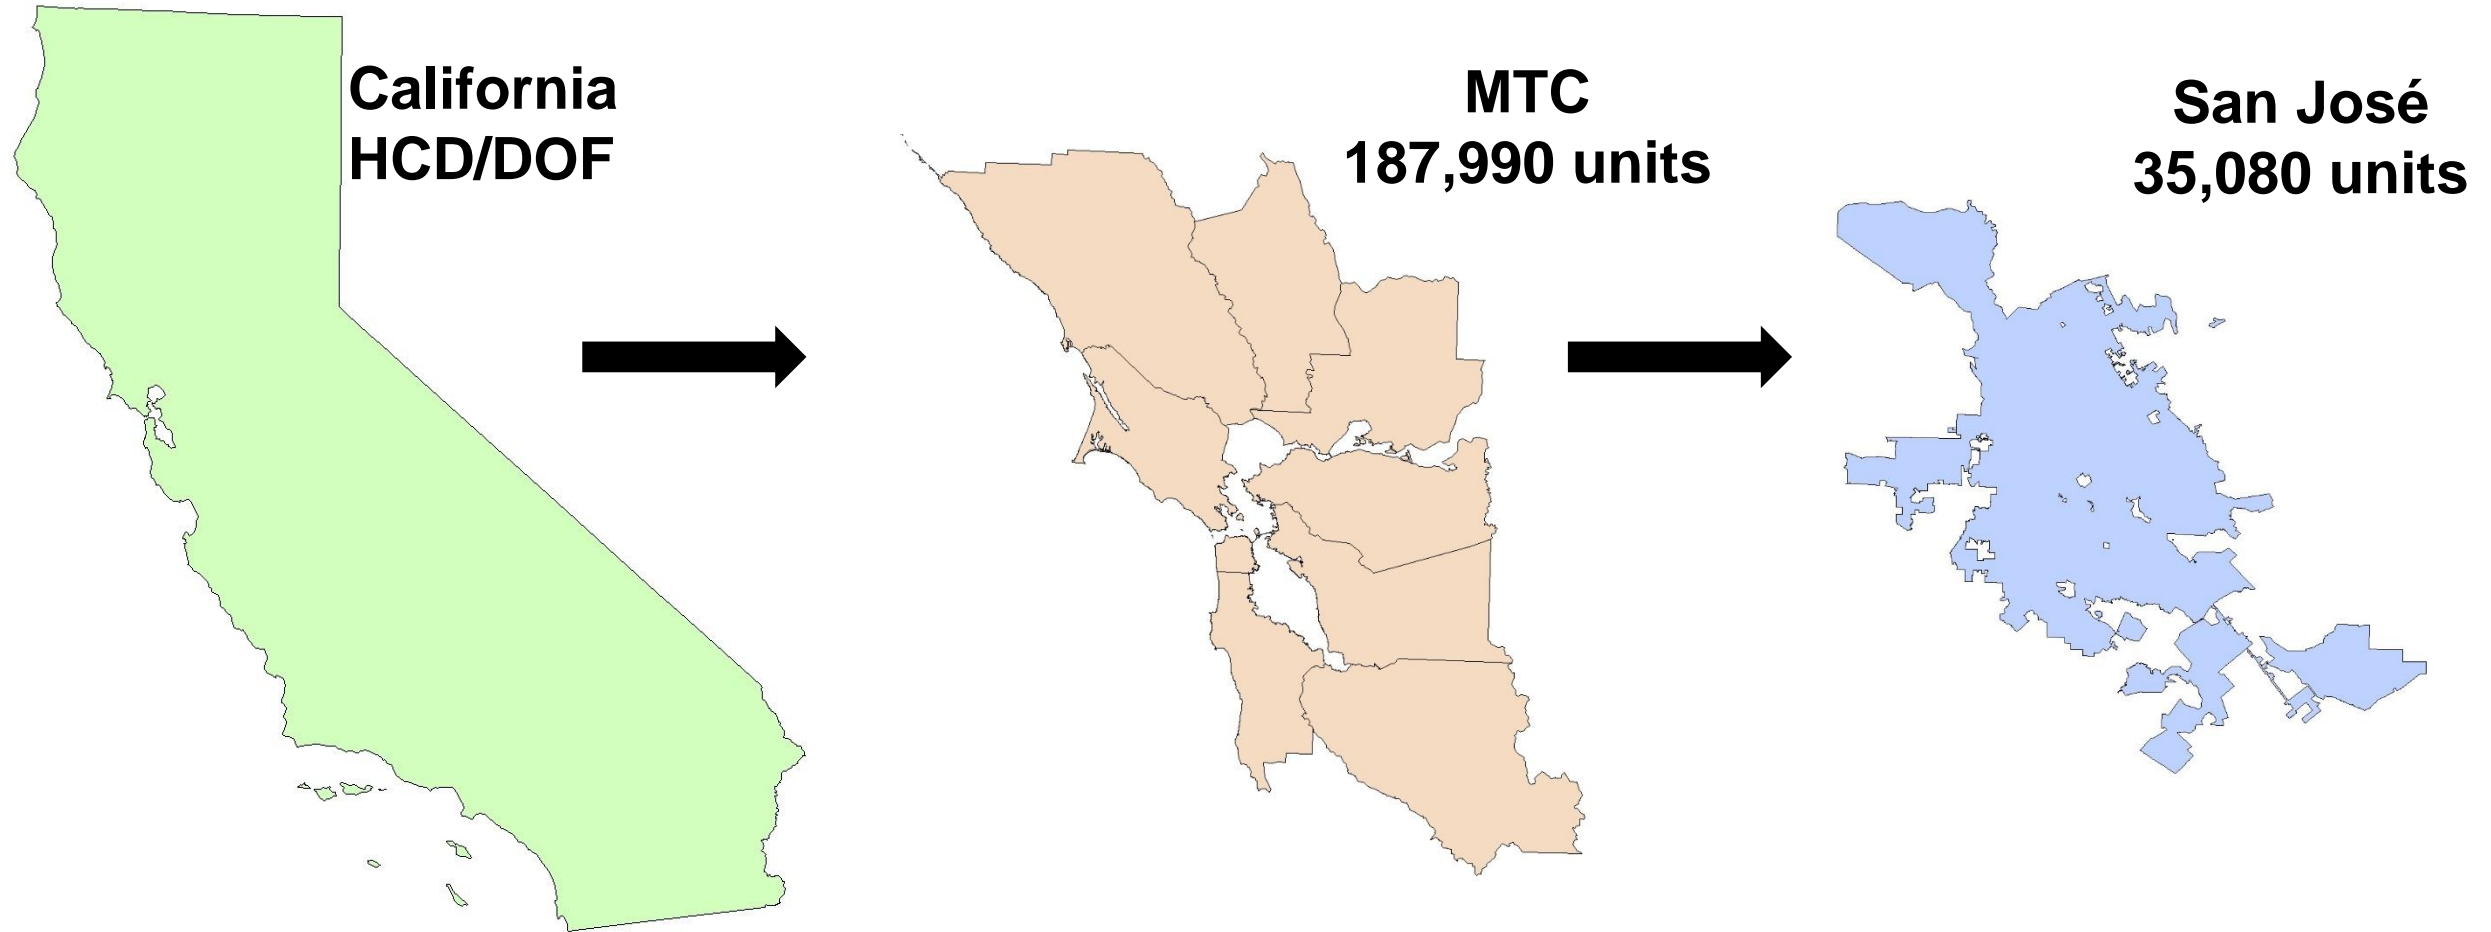 California
HCD/DOF
MTC
187,990 units
San José
35,080 units